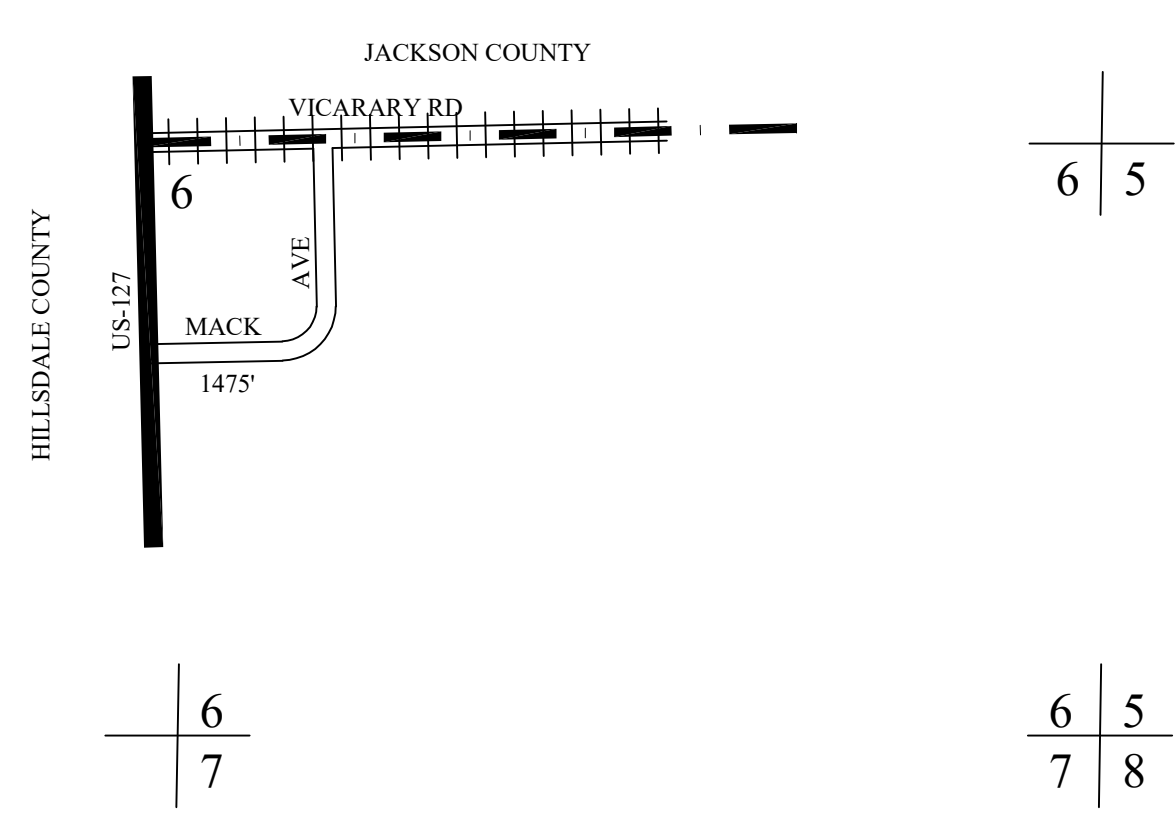 JACKSON COUNTY
VICARARY RD
6
6 5
HILLSDALE COUNTY
US-127
AVE
MACK
1475'
6
7
6 5
7 8